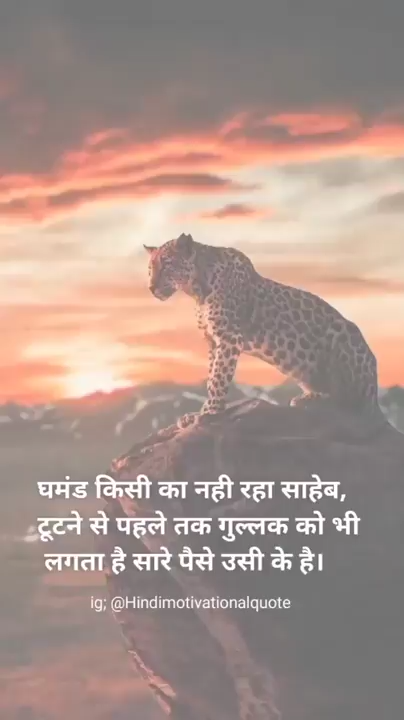 घमंड किसी का नही रहा साहेब,
टूटने से पहले तक गुल्लक को भी
लगता है सारे पैसे उसी के है।
ig; @Hindimotivationalquote